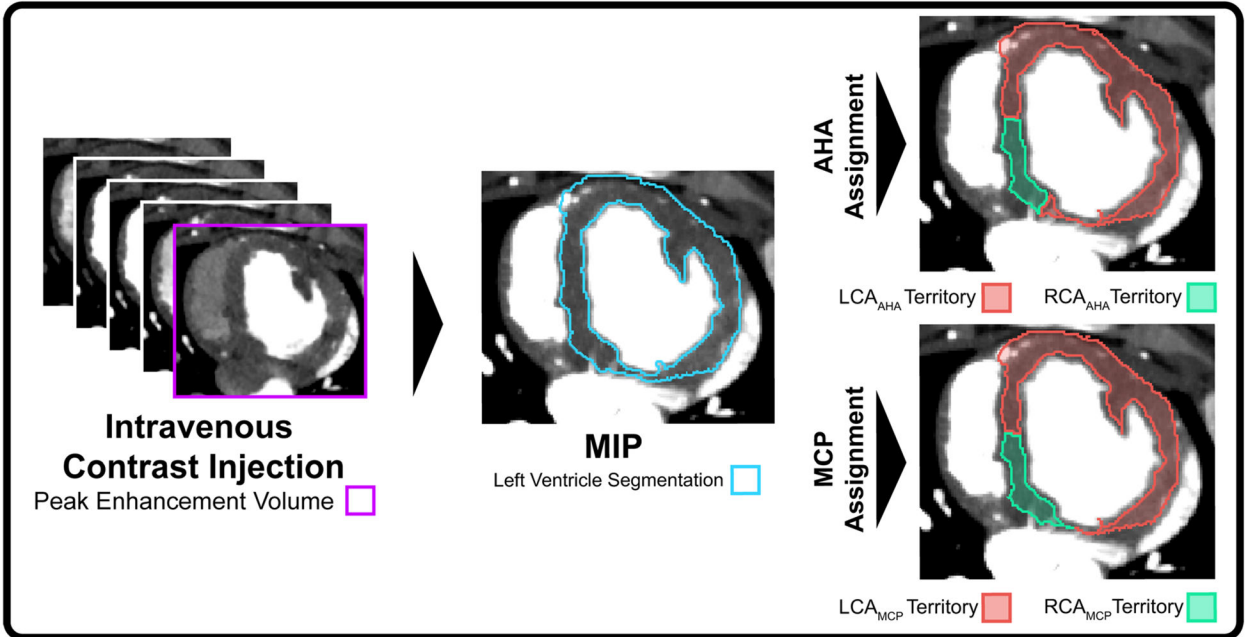 Intravenous
Contrast Injection
Peak Enhancement Volume
MIP
Left Ventricle Segmentation
AHA
Assignment
LCAAHA Territory
RCAAHA Territory
MCP
Assignment
LCAMCP Territory
RCAMCP Territory